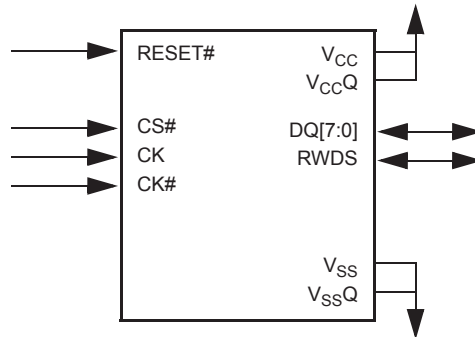 RESET#
CS#
CK
CK#
VCC
VCCQ
DQ[7:0]
RWDS
VSS
VSSQ